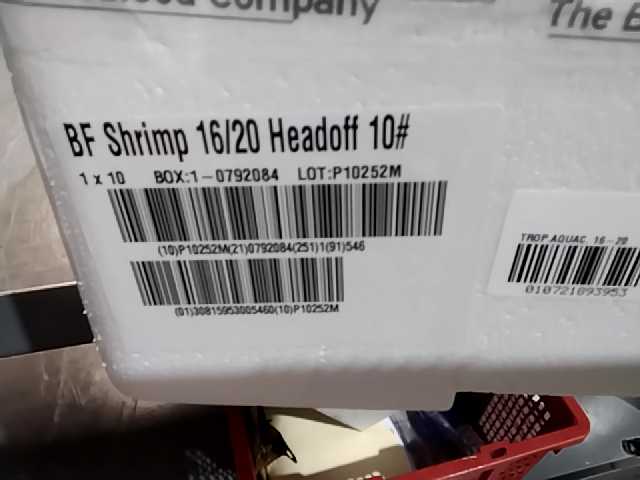 Company
The
BF Shrimp 16/20 Headoff 10#
1 x 10 BOX:1-0792084 LOT:P10252M
(10)P10252M(21)0792084(251)1(91)546
(01)30815953005460(10)P10252M
TROP.AQUAC 16-20
010721893953